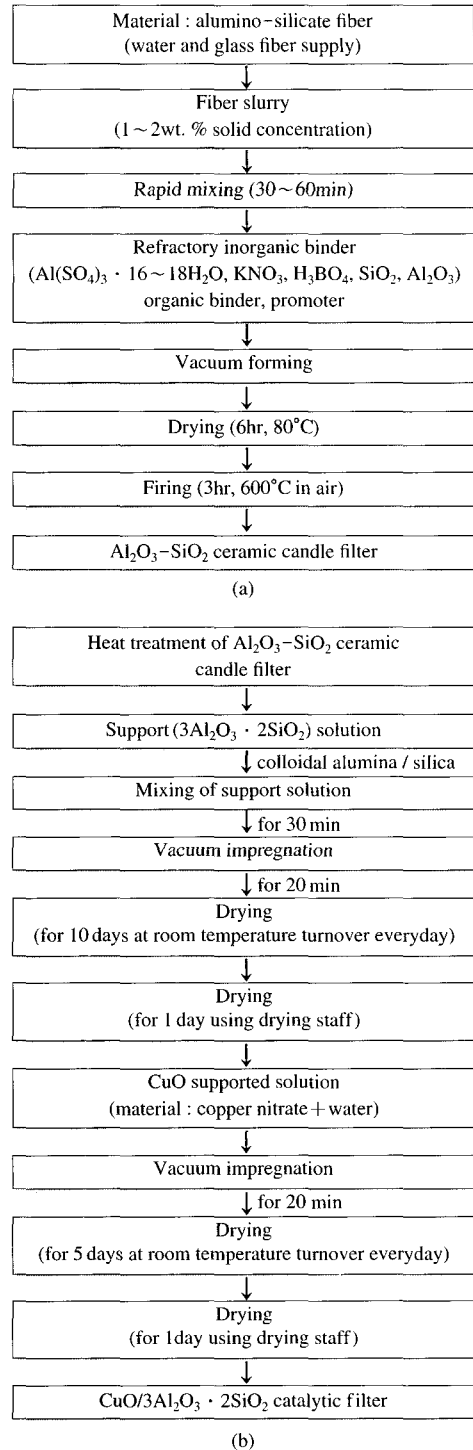 Material : alumino-silicate fiber
(water and glass fiber supply)
Fiber slurry
(1~2wt. % solid concentration)
Rapid mixing (30~60min)
Refractory inorganic binder
(Al(SO₄)₃ · 16~18H₂O, KNO₃, H₃BO₄, SiO₂, Al₂O₃)
organic binder, promoter
Vacuum forming
Drying (6hr, 80°C)
Firing (3hr, 600°C in air)
Al₂O₃-SiO₂ ceramic candle filter
(a)
Heat treatment of Al₂O₃-SiO₂ ceramic
candle filter
Support (3Al₂O₃ · 2SiO₂) solution
colloidal alumina / silica
Mixing of support solution
for 30 min
Vacuum impregnation
for 20 min
Drying
(for 10 days at room temperature turnover everyday)
Drying
(for 1 day using drying staff)
CuO supported solution
(material : copper nitrate+water)
Vacuum impregnation
for 20 min
Drying
(for 5 days at room temperature turnover everyday)
Drying
(for 1day using drying staff)
CuO/3Al₂O₃ · 2SiO₂ catalytic filter
(b)